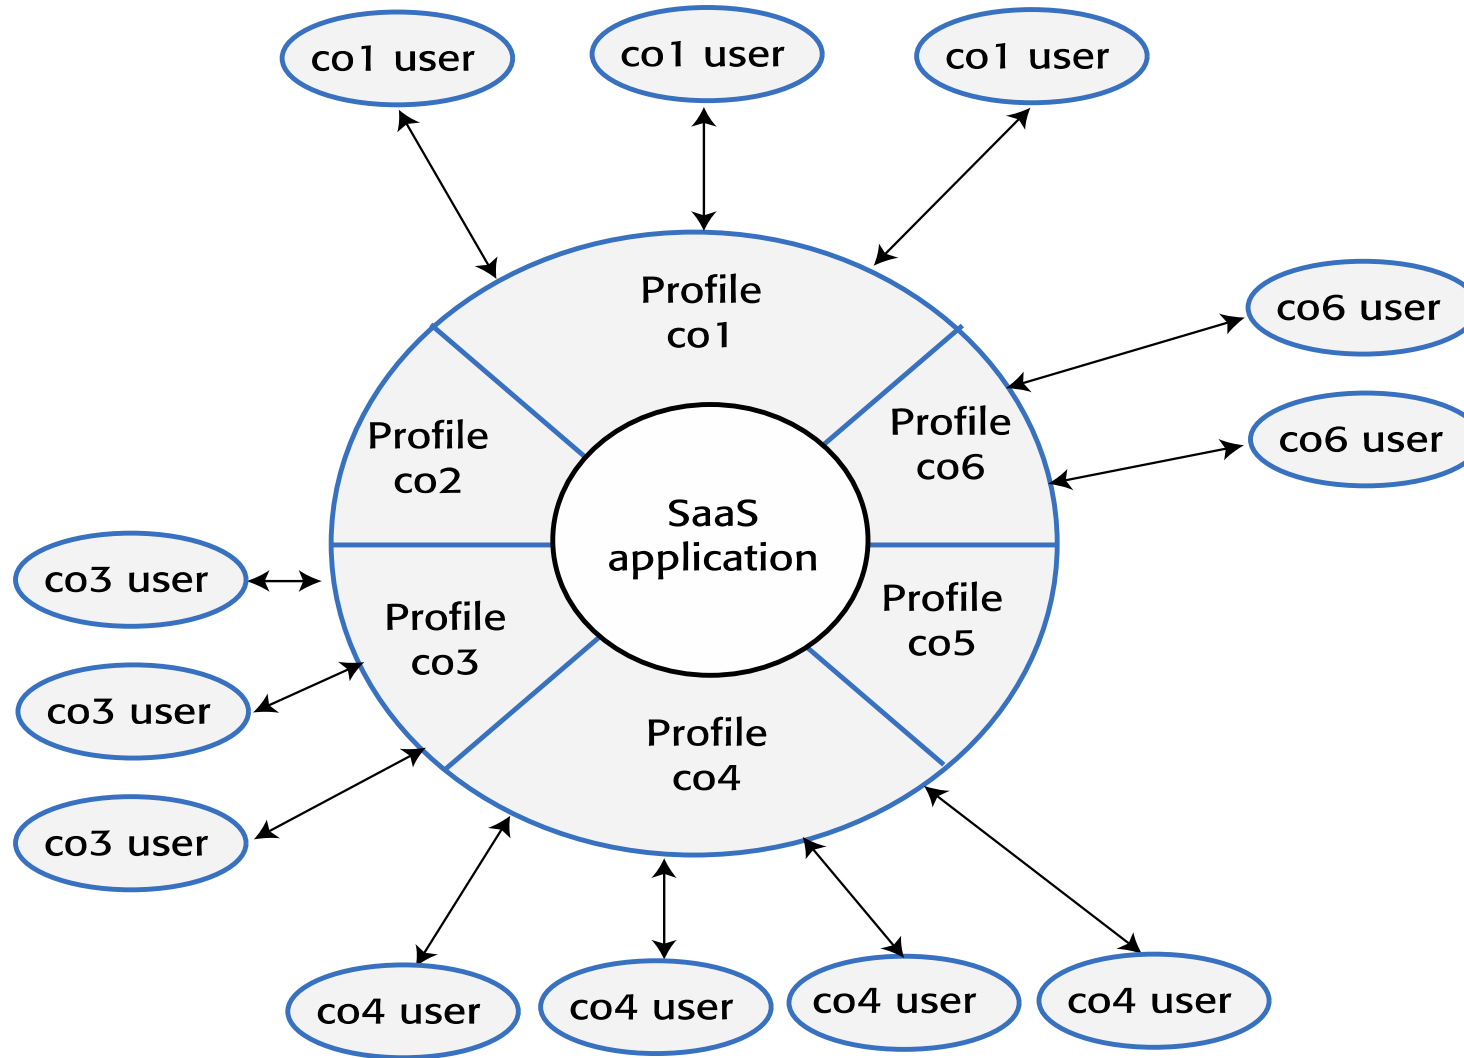 co1 user
co1 user
co1 user
Profile
co1
co6 user
Profile
co2
Profile
co6
co6 user
SaaS
application
co3 user
Profile
co3
Profile
co5
co3 user
Profile
co4
co3 user
co4 user
co4 user
co4 user
co4 user